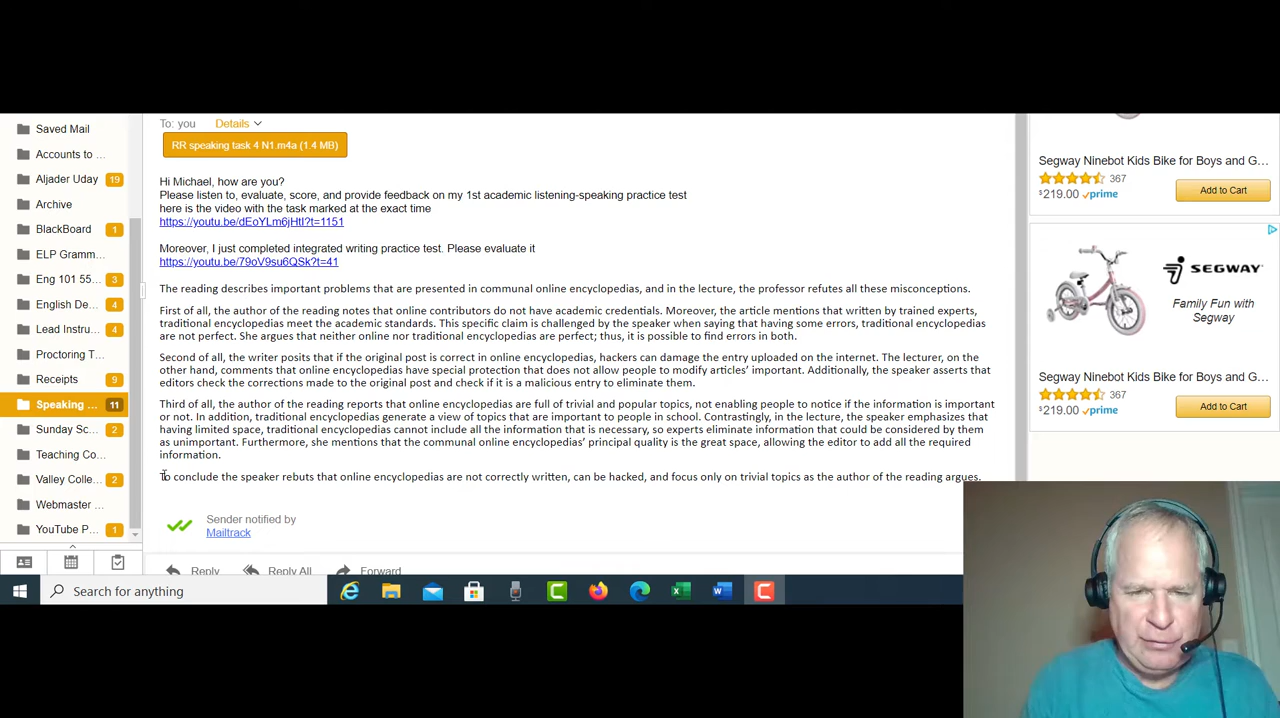 To: you Details
RR speaking task 4 N1.m4a (1.4 MB)
Hi Michael, how are you?
Please listen to, evaluate, score, and provide feedback on my 1st academic listening-speaking practice test
here is the video with the task marked at the exact time
https://youtu.be/dEoYLm6jHtI?t=1151
Moreover, I just completed integrated writing practice test. Please evaluate it
https://youtu.be/79oV9su6QSk?t=41
The reading describes important problems that are presented in communal online encyclopedias, and in the lecture, the professor refutes all these misconceptions.
First of all, the author of the reading notes that online contributors do not have academic credentials. Moreover, the article mentions that written by trained experts,
traditional encyclopedias meet the academic standards. This specific claim is challenged by the speaker when saying that having some errors, traditional encyclopedias
are not perfect. She argues that neither online nor traditional encyclopedias are perfect; thus, it is possible to find errors in both.
Second of all, the writer posits that if the original post is correct in online encyclopedias, hackers can damage the entry uploaded on the internet. The lecturer, on the
other hand, comments that online encyclopedias have special protection that does not allow people to modify articles' important. Additionally, the speaker asserts that
editors check the corrections made to the original post and check if it is a malicious entry to eliminate them.
Third of all, the author of the reading reports that online encyclopedias are full of trivial and popular topics, not enabling people to notice if the information is important
or not. In addition, traditional encyclopedias generate a view of topics that are important to people in school. Contrastingly, in the lecture, the speaker emphasizes that
having limited space, traditional encyclopedias cannot include all the information that is necessary, so experts eliminate information that could be considered by them
as unimportant. Furthermore, she mentions that the communal online encyclopedias' principal quality is the great space, allowing the editor to add all the required
information.
To conclude the speaker rebuts that online encyclopedias are not correctly written, can be hacked, and focus only on trivial topics as the author of the reading argues.
Sender notified by
Mailtrack
Reply Reply All Forward
Saved Mail
Accounts to ...
Aljader Uday 19
Archive
BlackBoard 1
ELP Gramm...
Eng 101 55... 3
English De... 4
Lead Instru... 4
Proctoring T...
Receipts 9
Speaking ... 11
Sunday Sc... 2
Teaching Co...
Valley Colle... 2
Webmaster ...
YouTube P... 1
Segway Ninebot Kids Bike for Boys and G...
367
$219.00 prime Add to Cart
SEGWAY
Family Fun with
Segway
Segway Ninebot Kids Bike for Boys and G...
367
$219.00 prime Add to Cart
Search for anything